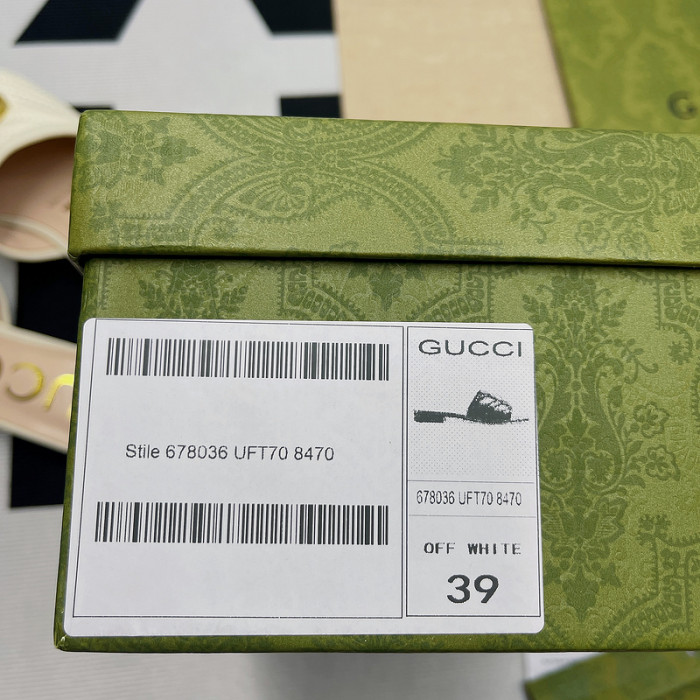 Stile 678036 UFT70 8470
GUCCI
678036 UFT70 8470
OFF WHITE
39